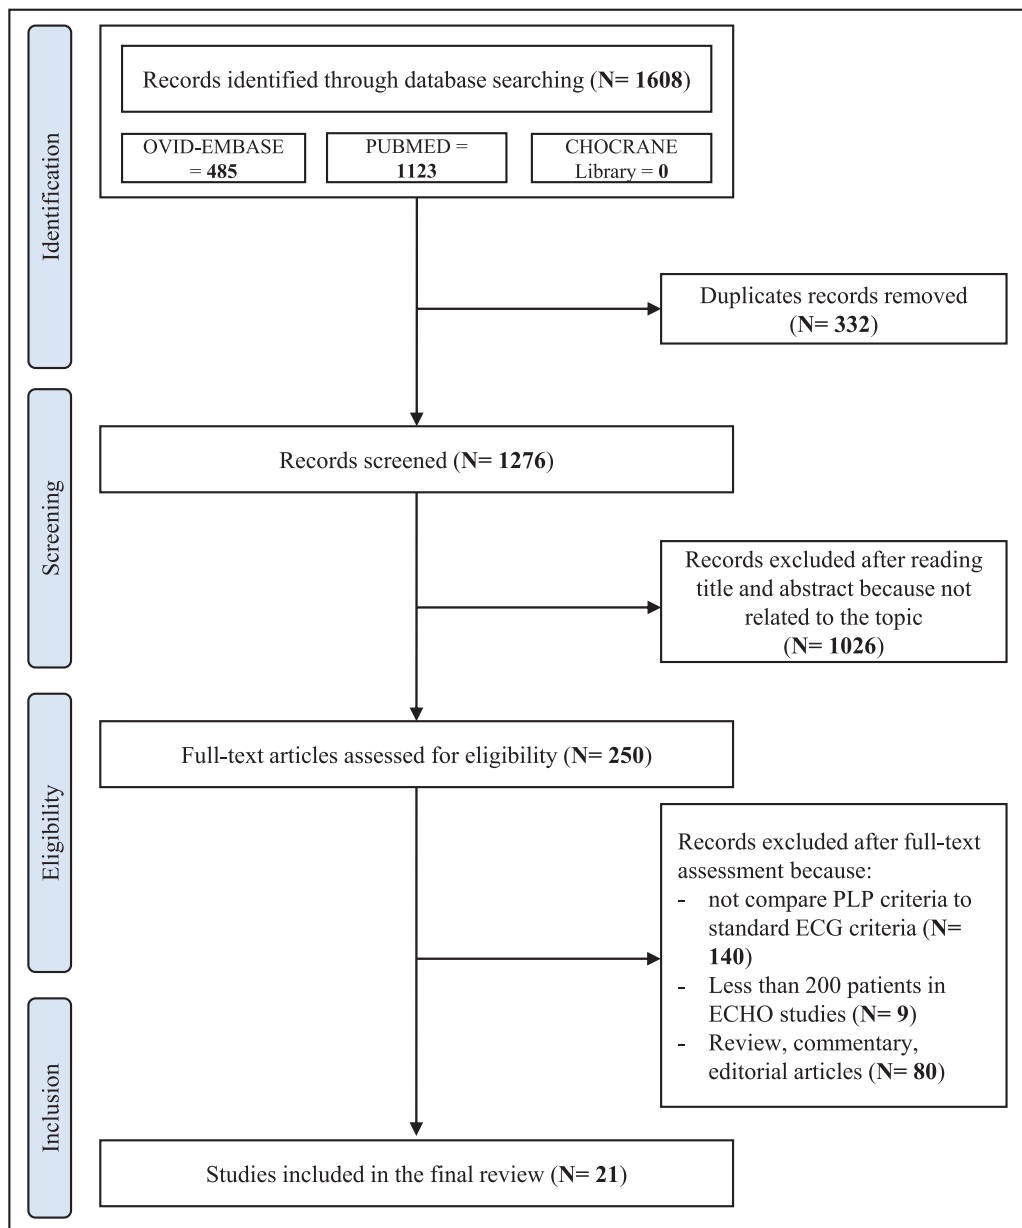 Identification
Records identified through database searching (N= 1608)
OVID-EMBASE
= 485
PUBMED =
1123
CHOCRANE
Library = 0
Duplicates records removed
(N= 332)
Screening
Records screened (N= 1276)
Records excluded after reading
title and abstract because not
related to the topic
(N= 1026)
Eligibility
Full-text articles assessed for eligibility (N= 250)
Records excluded after full-text
assessment because:
- not compare PLP criteria to
standard ECG criteria (N=
140)
- Less than 200 patients in
ECHO studies (N= 9)
- Review, commentary,
editorial articles (N= 80)
Inclusion
Studies included in the final review (N= 21)